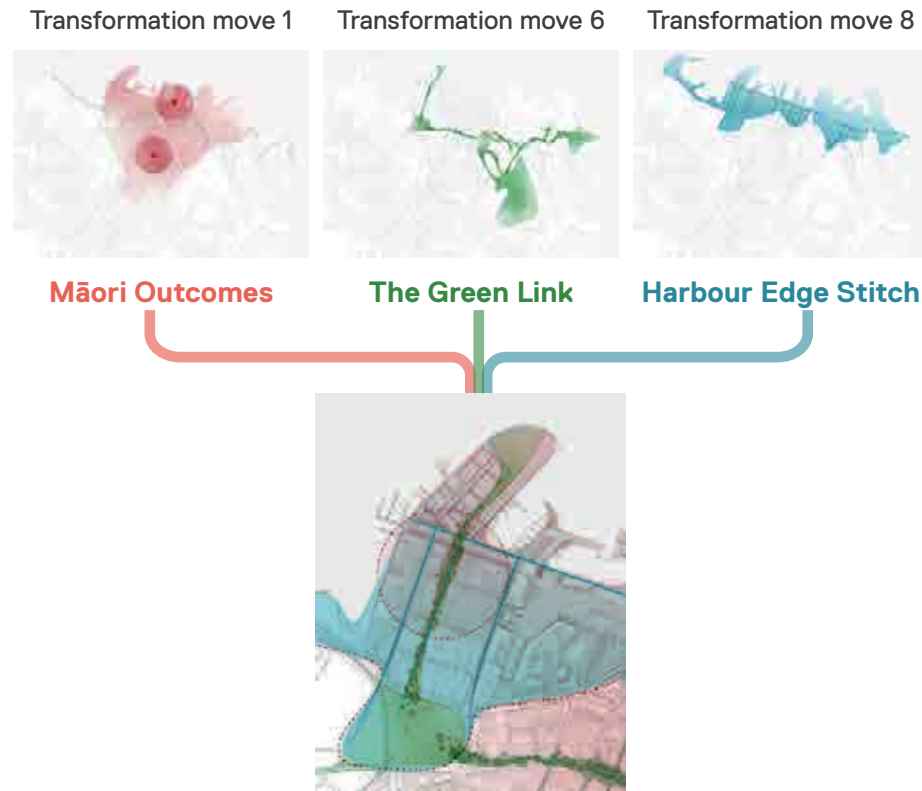 Transformation move 1
Transformation move 6
Transformation move 8
Māori Outcomes
The Green Link
Harbour Edge Stitch